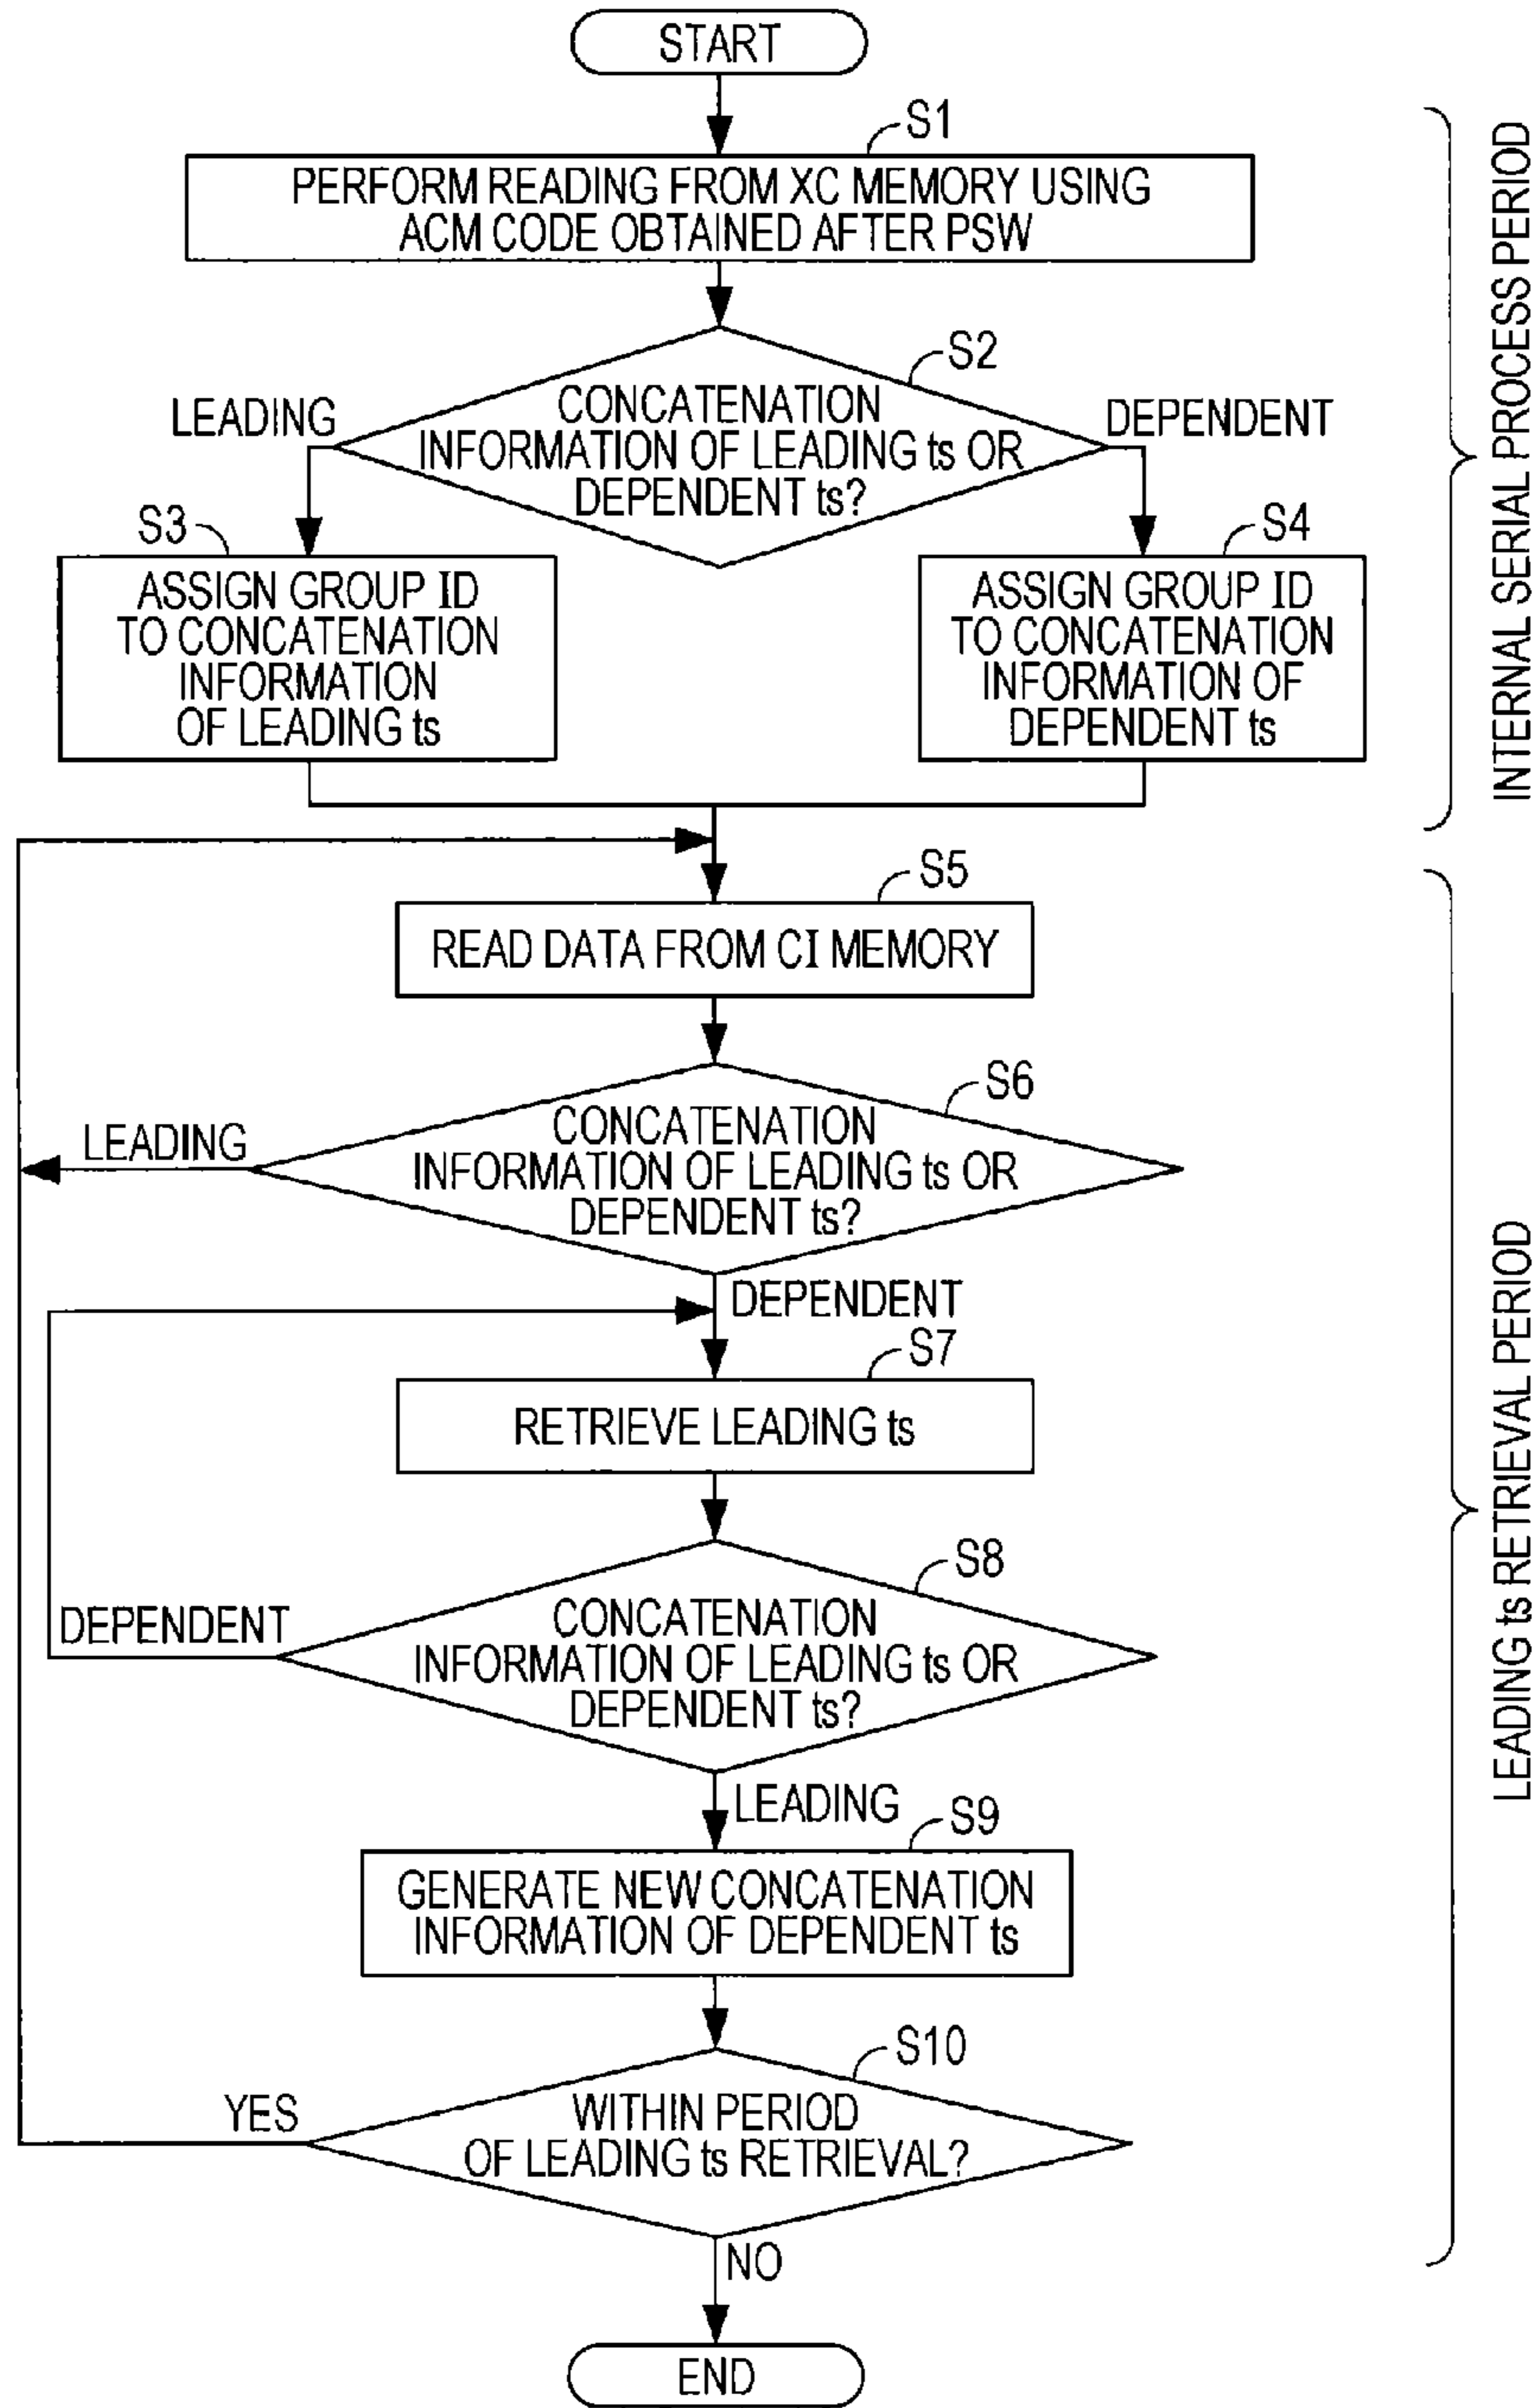 START
S1
PERFORM READING FROM XC MEMORY USING
ACM CODE OBTAINED AFTER PSW
S2
CONCATENATION
INFORMATION OF LEADING ts OR
DEPENDENT ts?
LEADING
DEPENDENT
S3
ASSIGN GROUP ID
TO CONCATENATION
INFORMATION
OF LEADING ts
S4
ASSIGN GROUP ID
TO CONCATENATION
INFORMATION OF
DEPENDENT ts
INTERNAL SERIAL PROCESS PERIOD
S5
READ DATA FROM CI MEMORY
S6
CONCATENATION
INFORMATION OF LEADING ts OR
DEPENDENT ts?
LEADING
DEPENDENT
S7
RETRIEVE LEADING ts
S8
CONCATENATION
INFORMATION OF LEADING ts OR
DEPENDENT ts?
DEPENDENT
LEADING
S9
GENERATE NEW CONCATENATION
INFORMATION OF DEPENDENT ts
S10
WITHIN PERIOD
OF LEADING ts RETRIEVAL?
YES
NO
LEADING ts RETRIEVAL PERIOD
END